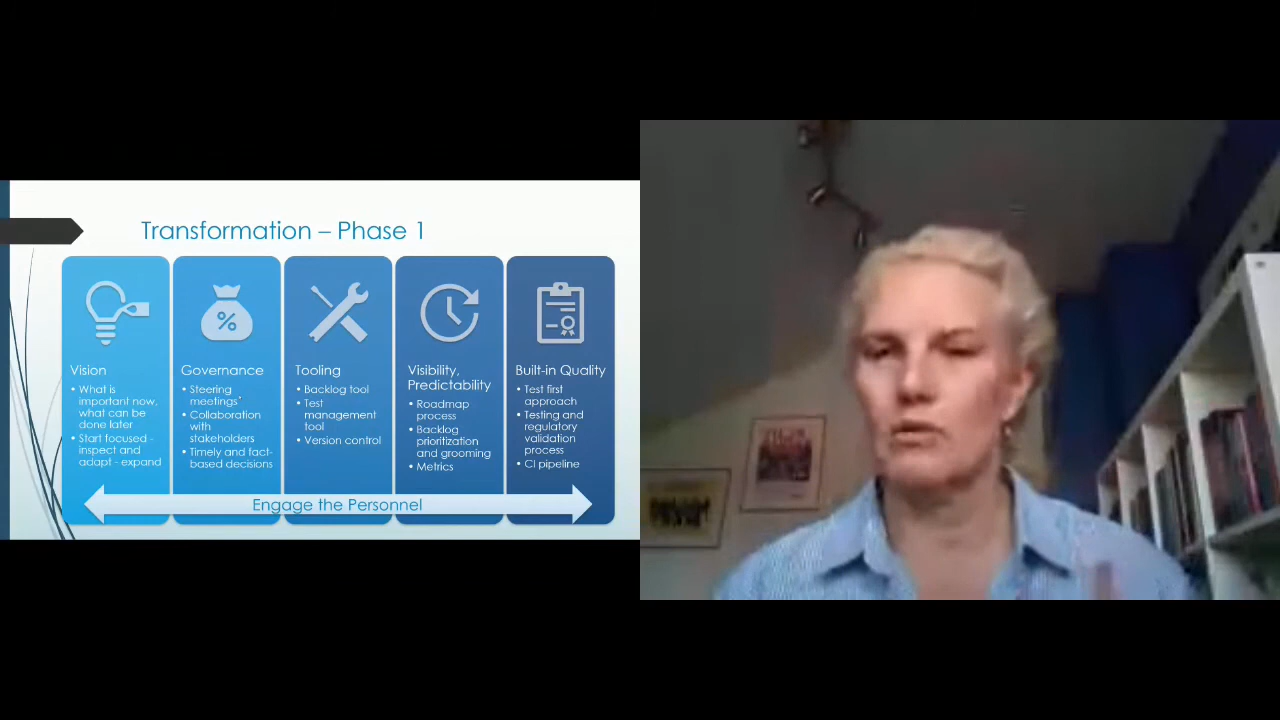 Transformation – Phase 1
%
Vision
• What is
important now,
what can be
done later
• Start focused -
inspect and
adapt - expand
Governance
• Steering
meetings
• Collaboration
with
stakeholders
• Timely and fact-
based decisions
Tooling
• Backlog tool
• Test
management
tool
• Version control
Visibility,
Predictability
• Roadmap
process
• Backlog
prioritization
and grooming
• Metrics
Built-in Quality
• Test first
approach
• Testing and
regulatory
validation
process
• CI pipeline
Engage the Personnel